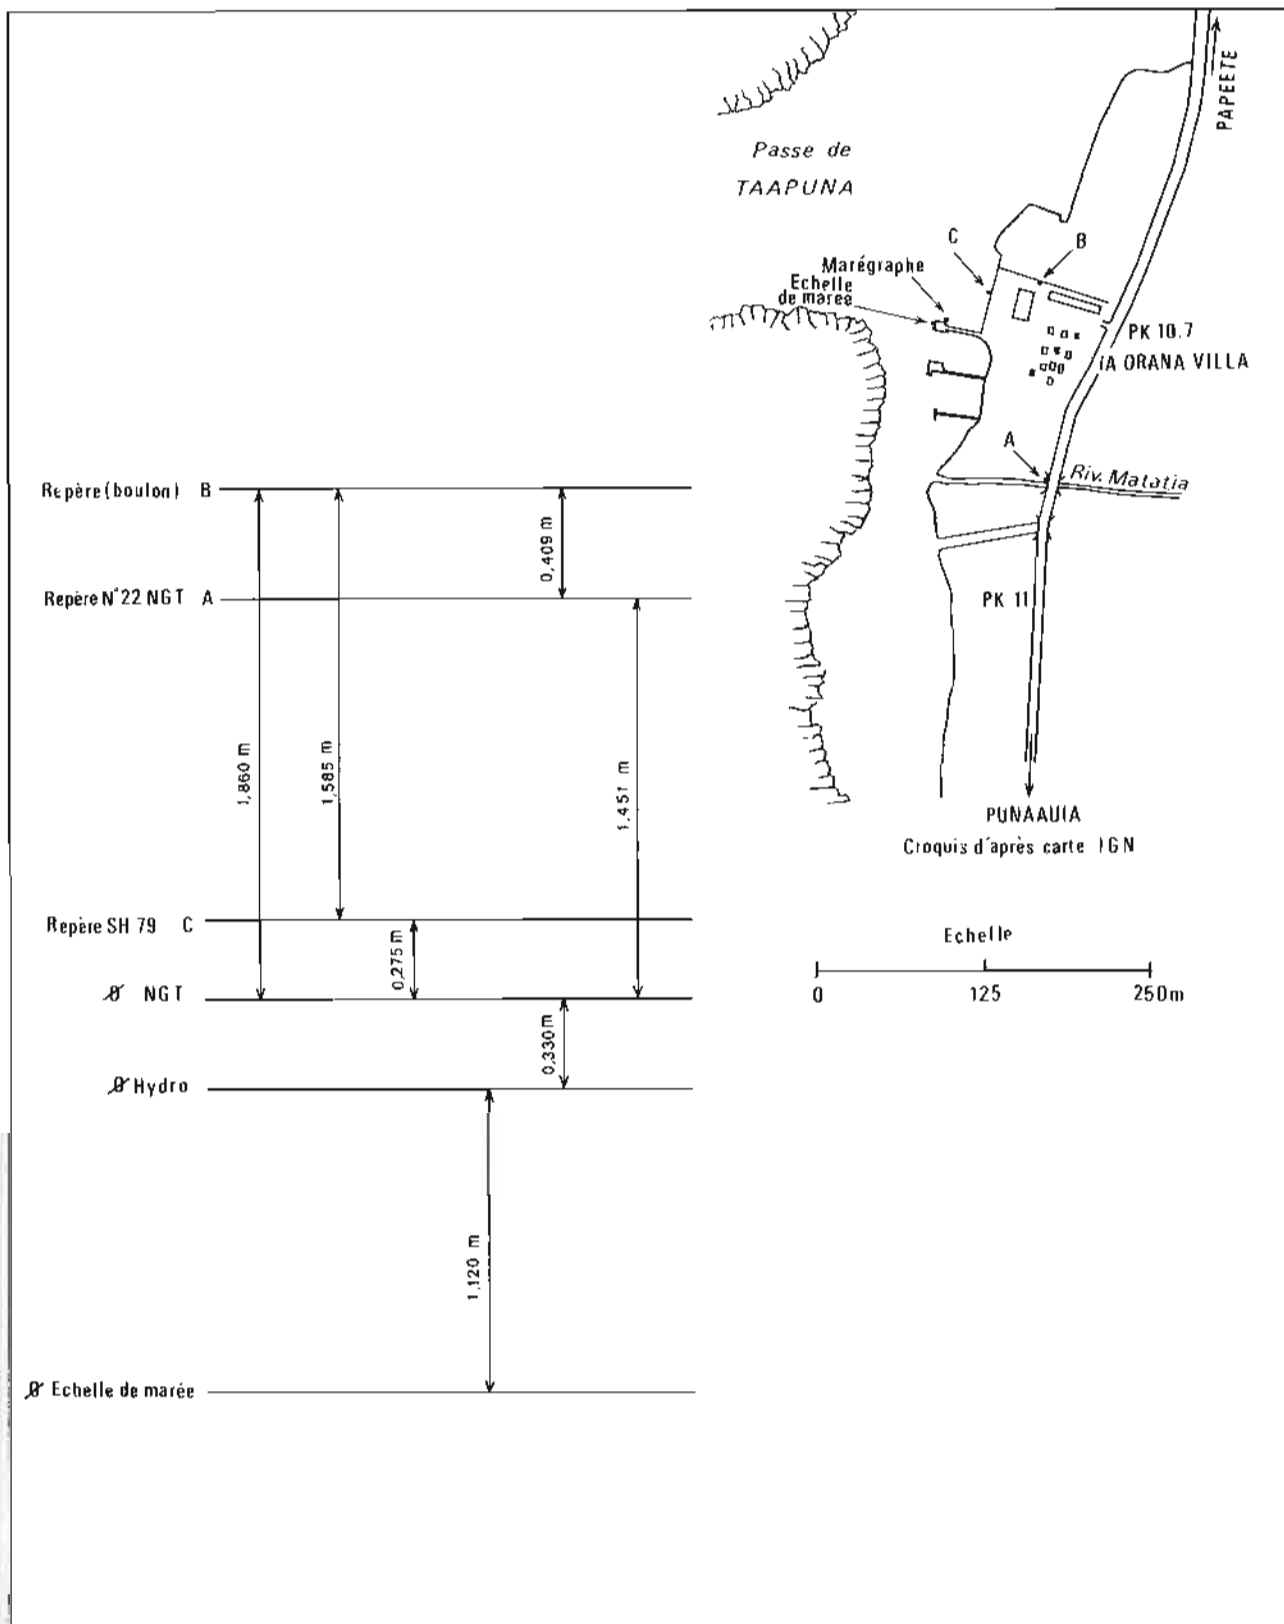 PAPEETE
Passe de
TAAPUNA
C
B
Marégraphe
Echelle
de marée
PK 10.7
IA ORANA VILLA
A
Riv. Matatia
PK 11
PUNAAUIA
Croquis d'après carte IGN
Echelle
0 125 250m
Repère (boulon) B
0,409 m
Repère N°22 NGT A
1,860 m
1,585 m
1,451 m
Repère SH 79 C
0,275 m
0 NGT
0,330 m
0 Hydro
1,120 m
0 Echelle de marée